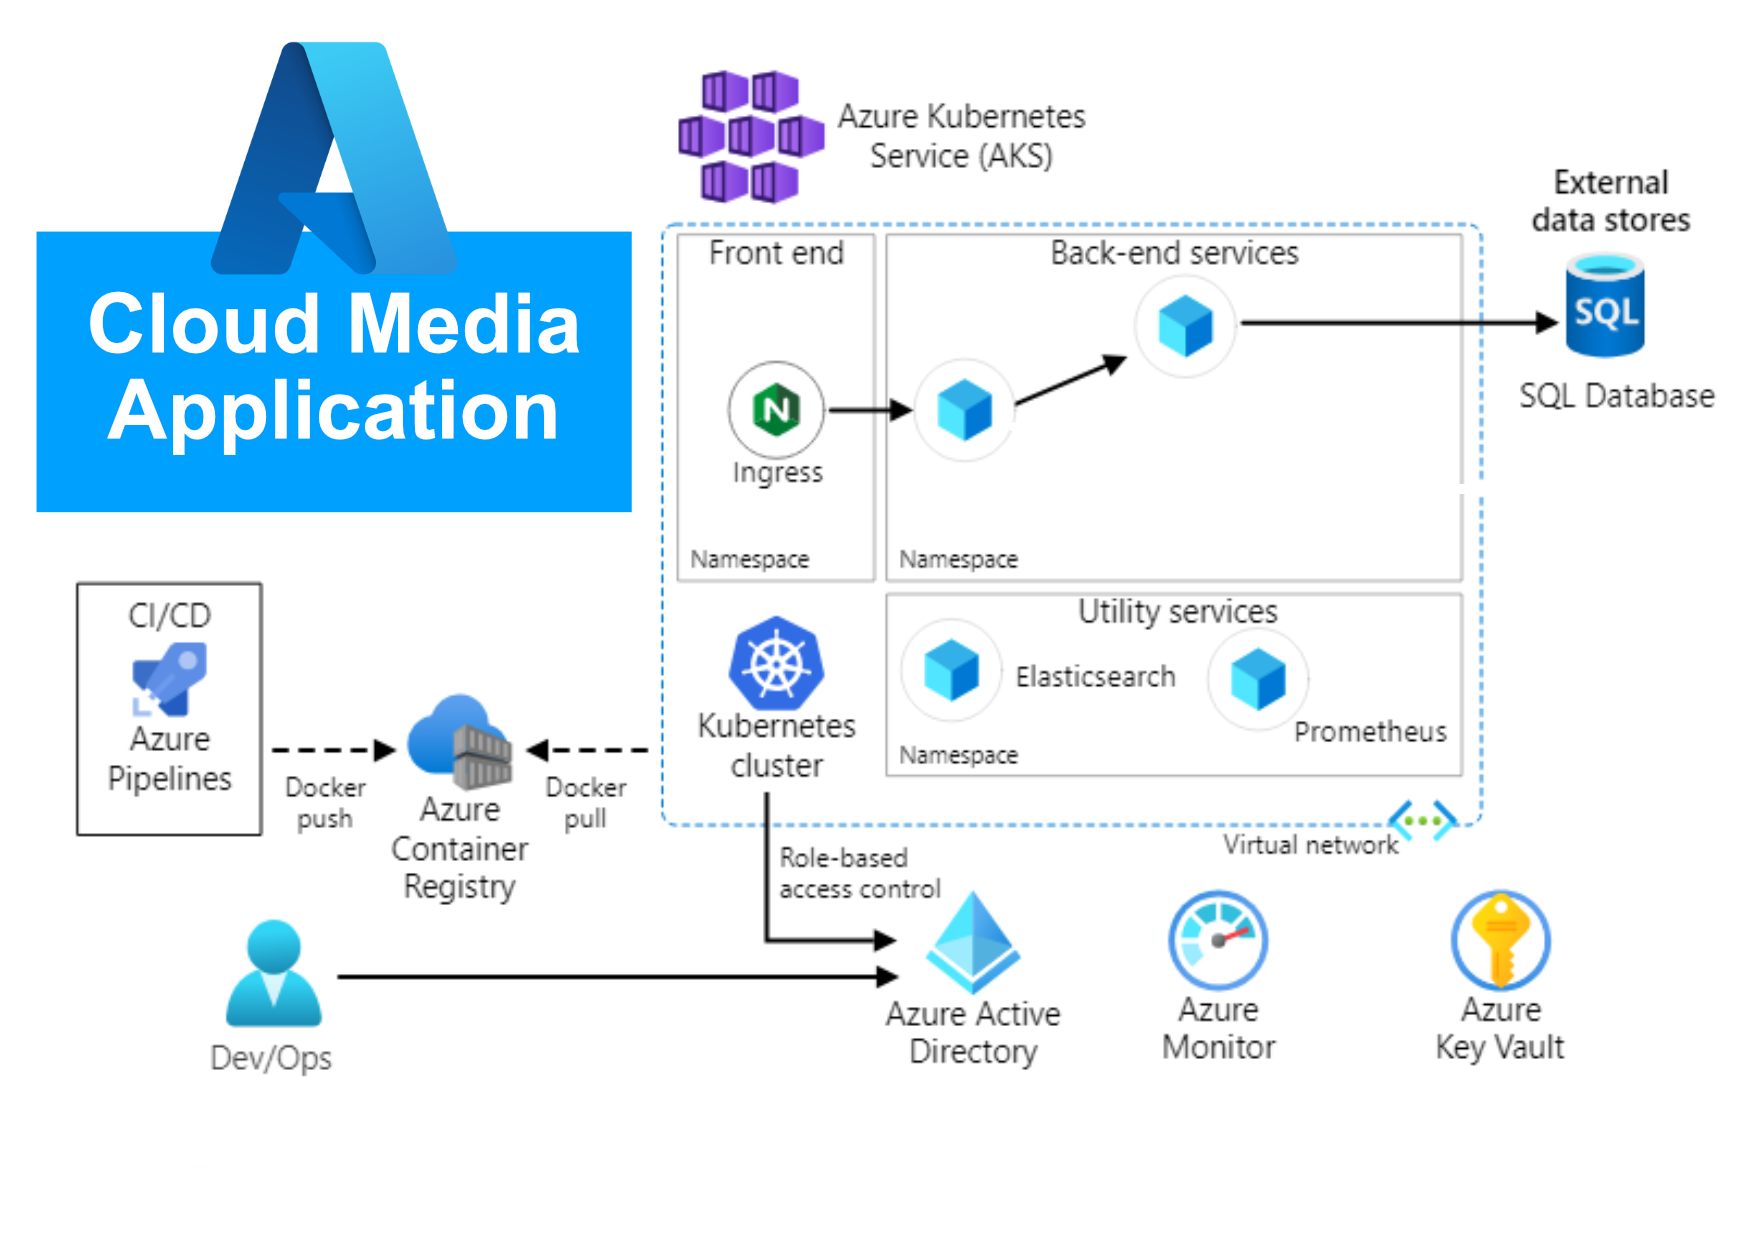 Cloud Media
Application
Azure Kubernetes
Service (AKS)
External
data stores
SQL
SQL Database
Front end
Back-end services
N
Ingress
Namespace
Namespace
CI/CD
Azure
Pipelines
Docker
push
Azure
Container
Registry
Docker
pull
Kubernetes
cluster
Utility services
Elasticsearch
Prometheus
Namespace
Virtual network
Role-based
access control
Dev/Ops
Azure Active
Directory
Azure
Monitor
Azure
Key Vault